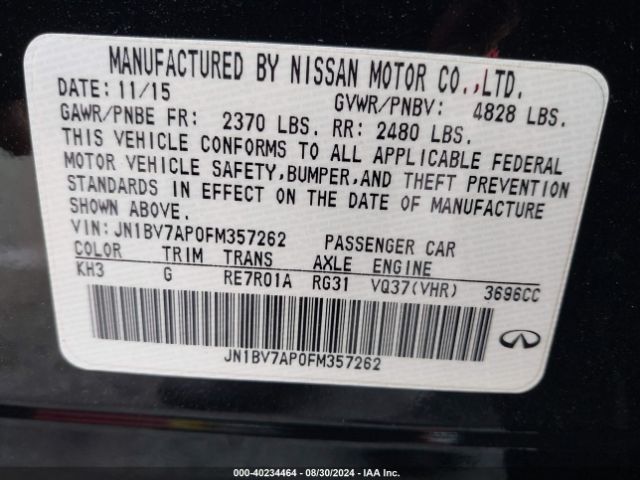 MANUFACTURED BY NISSAN MOTOR CO.,LTD.
DATE: 11/15 GVWR/PNBV: 4828 LBS.
GAWR/PNBE FR: 2370 LBS. RR: 2480 LBS.
THIS VEHICLE CONFORMS TO ALL APPLICABLE FEDERAL
MOTOR VEHICLE SAFETY,BUMPER,AND THEFT PREVENTION
STANDARDS IN EFFECT ON THE DATE OF MANUFACTURE
SHOWN ABOVE.
VIN:JN1BV7AP0FM357262 PASSENGER CAR
COLOR TRIM TRANS AXLE ENGINE
KH3 G RE7R01A RG31 VQ37(VHR) 3696CC
JN1BV7AP0FM357262
000-40234464 - 08/30/2024 - IAA Inc.